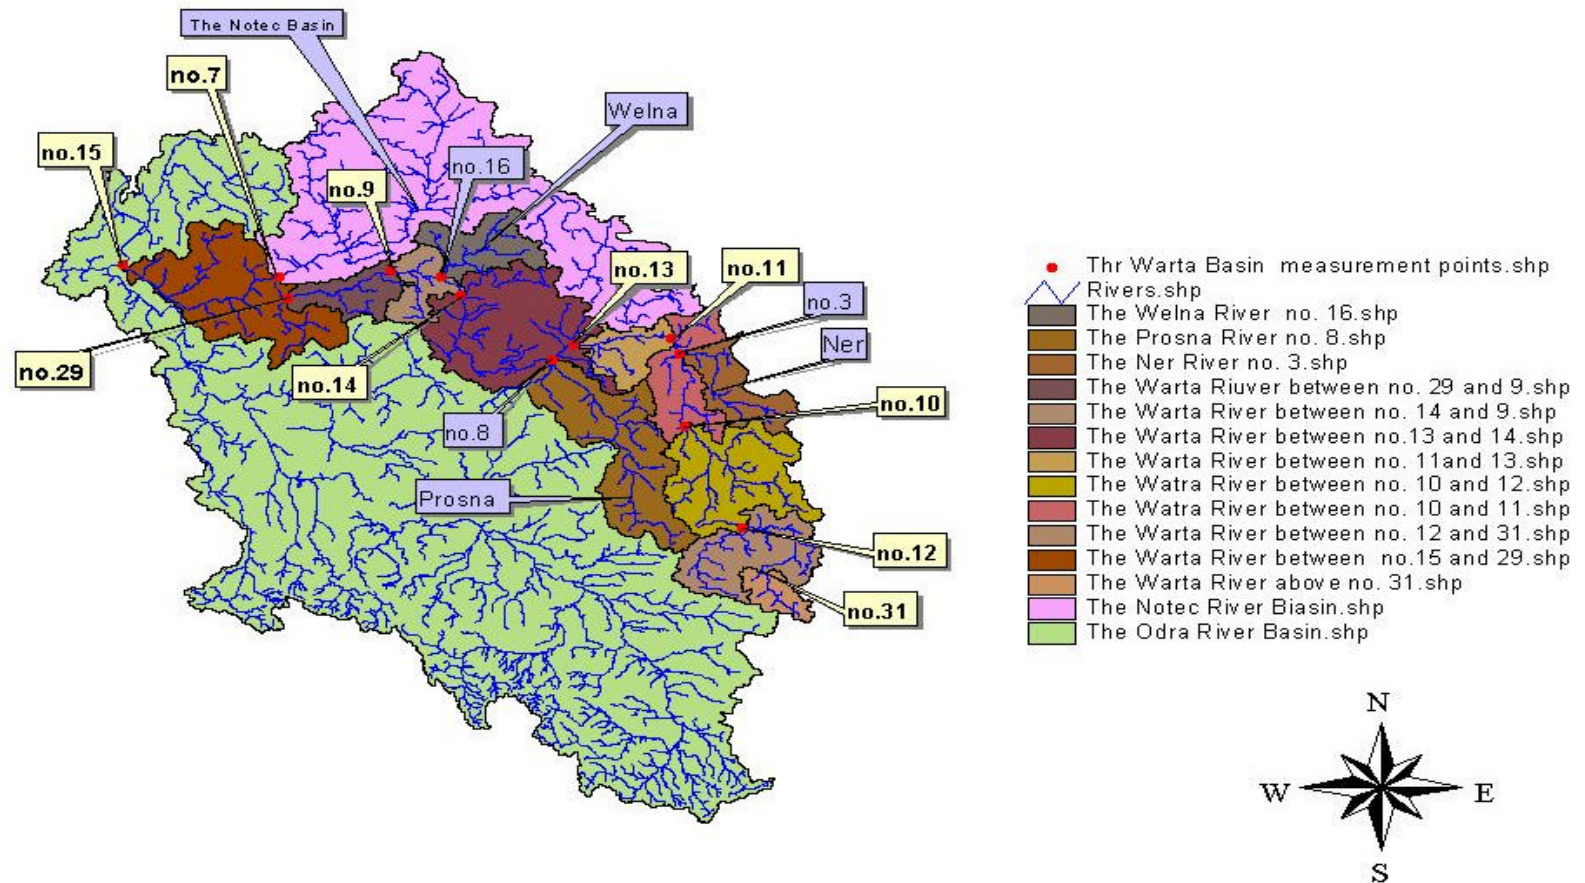 The Notec Basin
no.7
Welna
no.15
no.16
no.9
no.13
no.11
no.3
Ner
no.29
no.14
no.10
no.8
Prosna
no.12
no.31
Thr Warta Basin measurement points.shp
Rivers.shp
The Welna River no. 16.shp
The Prosna River no. 8.shp
The Ner River no. 3.shp
The Warta Riuver between no. 29 and 9.shp
The Warta River between no. 14 and 9.shp
The Warta River between no.13 and 14.shp
The Warta River between no. 11and 13.shp
The Watra River between no. 10 and 12.shp
The Watra River between no. 10 and 11.shp
The Warta River between no. 12 and 31.shp
The Warta River between no.15 and 29.shp
The Warta River above no. 31.shp
The Notec River Biasin.shp
The Odra River Basin.shp
N
W
E
S